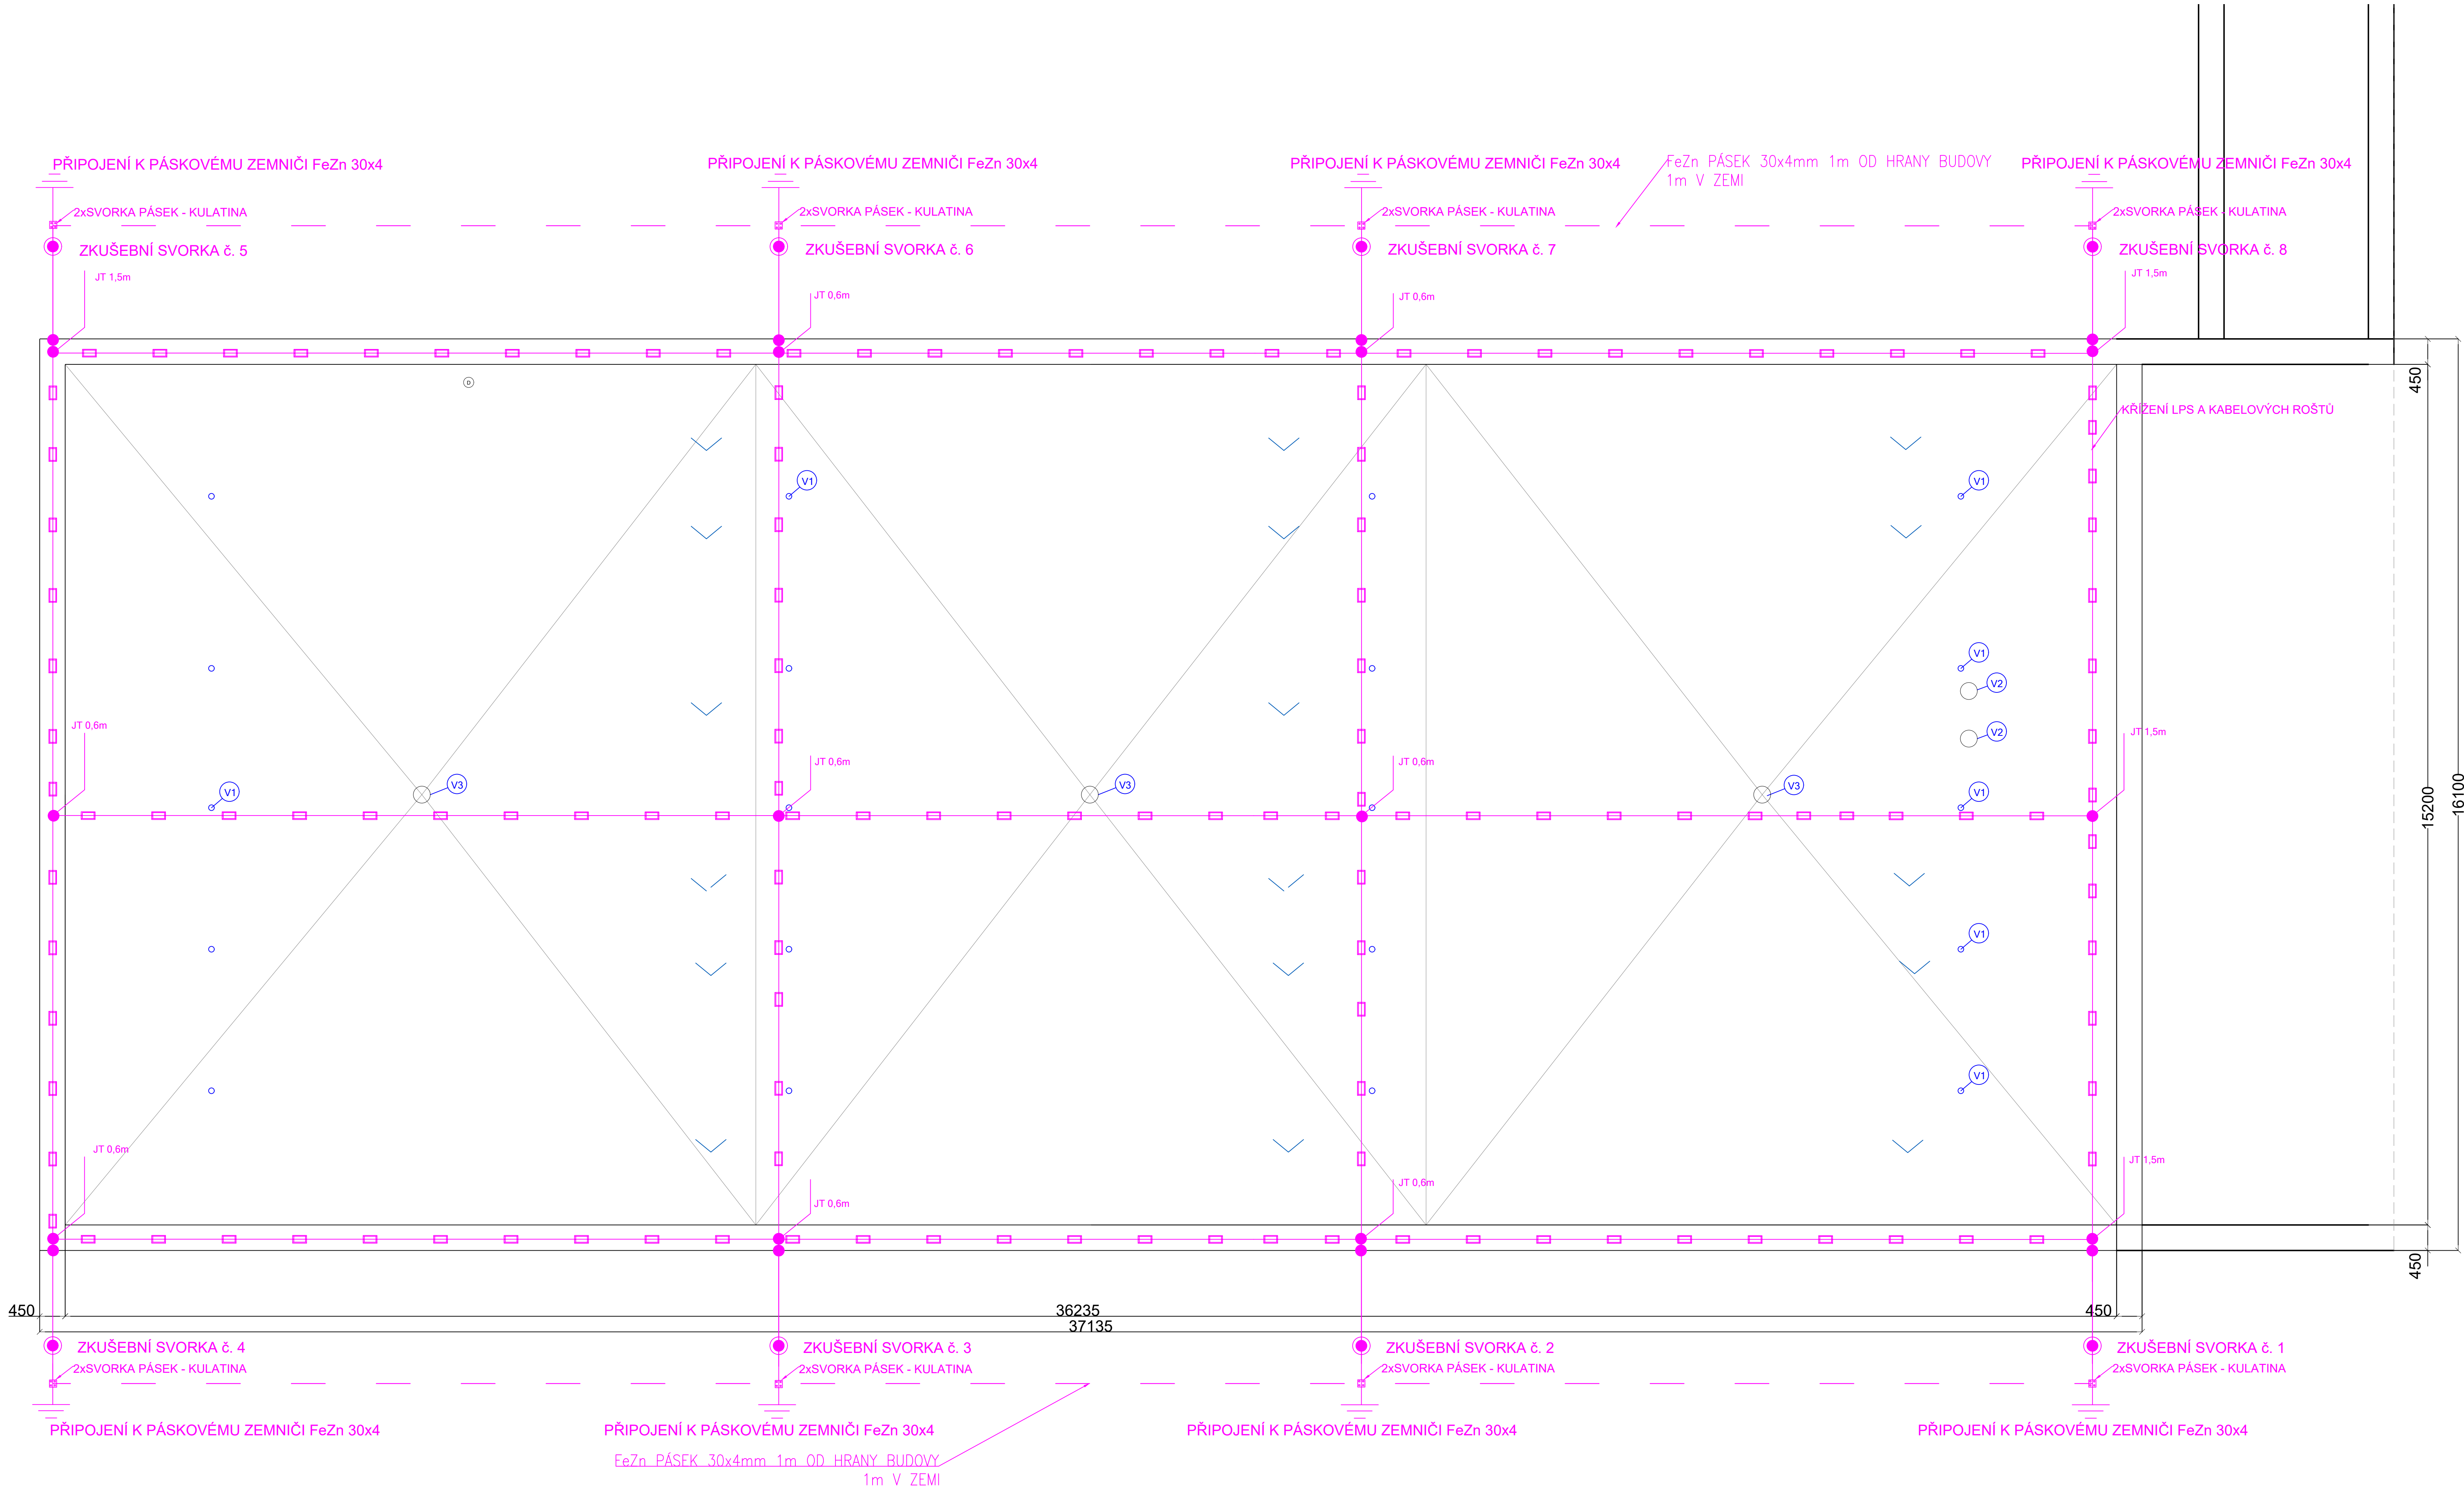 PŘIPOJENÍ K PÁSKOVÉMU ZEMNIČI FeZn 30x4
PŘIPOJENÍ K PÁSKOVÉMU ZEMNIČI FeZn 30x4
PŘIPOJENÍ K PÁSKOVÉMU ZEMNIČI FeZn 30x4
FeZn PÁSEK 30x4mm 1m OD HRANY BUDOVY
1m V ZEMI
PŘIPOJENÍ K PÁSKOVÉMU ZEMNIČI FeZn 30x4
2xSVORKA PÁSEK - KULATINA
2xSVORKA PÁSEK - KULATINA
2xSVORKA PÁSEK - KULATINA
2xSVORKA PÁSEK - KULATINA
ZKUŠEBNÍ SVORKA č. 5
ZKUŠEBNÍ SVORKA č. 6
ZKUŠEBNÍ SVORKA č. 7
ZKUŠEBNÍ SVORKA č. 8
JT 1,5m
JT 0,6m
JT 0,6m
JT 1,5m
D
450
KŘÍŽENÍ LPS A KABELOVÝCH ROŠTŮ
V1
V1
V1
V2
V2
JT 0,6m
JT 0,6m
JT 0,6m
JT 1,5m
V1
V3
V3
V3
V1
15200
16100
V1
V1
JT 0,6m
JT 0,6m
JT 0,6m
JT 1,5m
450
450
36235
450
37135
ZKUŠEBNÍ SVORKA č. 4
ZKUŠEBNÍ SVORKA č. 3
ZKUŠEBNÍ SVORKA č. 2
ZKUŠEBNÍ SVORKA č. 1
2xSVORKA PÁSEK - KULATINA
2xSVORKA PÁSEK - KULATINA
2xSVORKA PÁSEK - KULATINA
2xSVORKA PÁSEK - KULATINA
PŘIPOJENÍ K PÁSKOVÉMU ZEMNIČI FeZn 30x4
PŘIPOJENÍ K PÁSKOVÉMU ZEMNIČI FeZn 30x4
PŘIPOJENÍ K PÁSKOVÉMU ZEMNIČI FeZn 30x4
PŘIPOJENÍ K PÁSKOVÉMU ZEMNIČI FeZn 30x4
FeZn PÁSEK 30x4mm 1m OD HRANY BUDOVY
1m V ZEMI